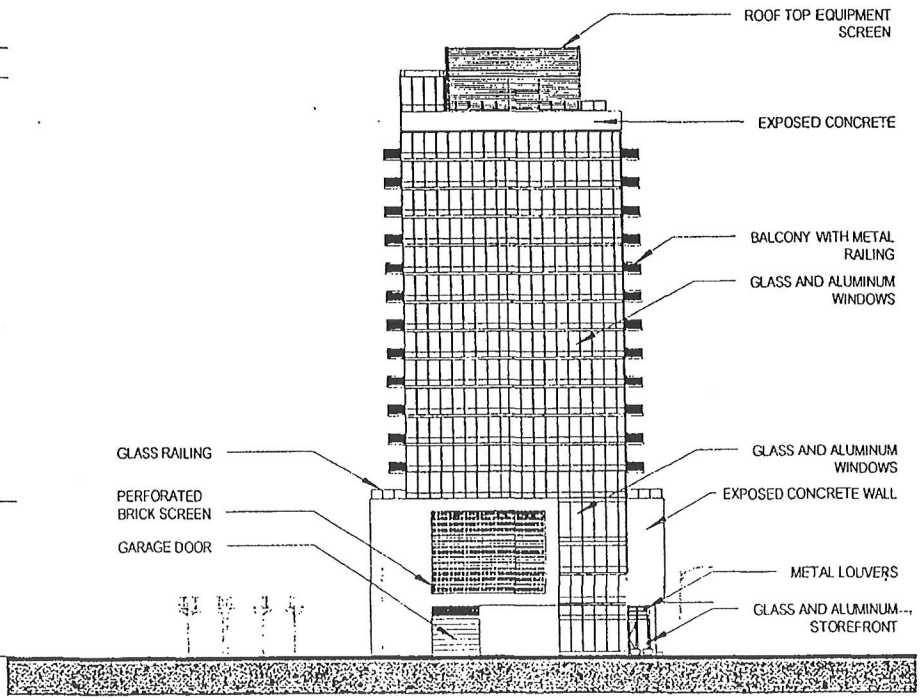 ROOF TOP EQUIPMENT
SCREEN
EXPOSED CONCRETE
BALCONY WITH METAL
RAILING
GLASS AND ALUMINUM
WINDOWS
GLASS RAILING
PERFORATED
BRICK SCREEN
GARAGE DOOR
GLASS AND ALUMINUM
WINDOWS
EXPOSED CONCRETE WALL
METAL LOUVERS
GLASS AND ALUMINUM
STOREFRONT